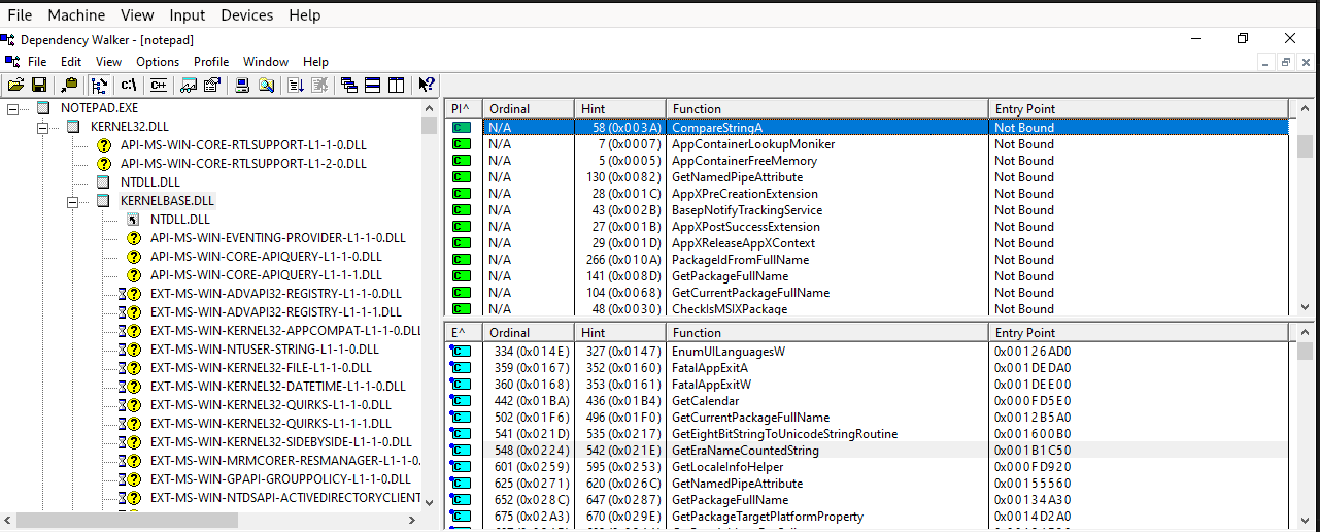 File Machine View Input Devices Help
Dependency Walker - [notepad]
File Edit View Options Profile Window Help
c:\ C++
NOTEPAD.EXE
KERNEL32.DLL
API-MS-WIN-CORE-RTLSUPPORT-L1-1-0.DLL
API-MS-WIN-CORE-RTLSUPPORT-L1-2-0.DLL
NTDLL.DLL
KERNELBASE.DLL
NTDLL.DLL
API-MS-WIN-EVENTING-PROVIDER-L1-1-0.DLL
API-MS-WIN-CORE-APIQUERY-L1-1-0.DLL
API-MS-WIN-CORE-APIQUERY-L1-1-1.DLL
EXT-MS-WIN-ADVAPI32-REGISTRY-L1-1-0.DLL
EXT-MS-WIN-ADVAPI32-REGISTRY-L1-1-1.DLL
EXT-MS-WIN-KERNEL32-APPCOMPAT-L1-1-0.DLL
EXT-MS-WIN-NTUSER-STRING-L1-1-0.DLL
EXT-MS-WIN-KERNEL32-FILE-L1-1-0.DLL
EXT-MS-WIN-KERNEL32-DATETIME-L1-1-0.DLL
EXT-MS-WIN-KERNEL32-QUIRKS-L1-1-0.DLL
EXT-MS-WIN-KERNEL32-QUIRKS-L1-1-1.DLL
EXT-MS-WIN-KERNEL32-SIDEBYSIDE-L1-1-0.DLL
EXT-MS-WIN-MRMCORER-RESMANAGER-L1-1-0.
EXT-MS-WIN-GPAPI-GROUPPOLICY-L1-1-0.DLL
EXT-MS-WIN-NTDSAPI-ACTIVEDIRECTORYCLIENT
PI^ Ordinal Hint Function Entry Point
C N/A 58 (0x003A) CompareStringA Not Bound
C N/A 7 (0x0007) AppContainerLookupMoniker Not Bound
C N/A 5 (0x0005) AppContainerFreeMemory Not Bound
C N/A 130 (0x0082) GetNamedPipeAttribute Not Bound
C N/A 28 (0x001C) AppXPreCreationExtension Not Bound
C N/A 43 (0x002B) BasepNotifyTrackingService Not Bound
C N/A 27 (0x001B) AppXPostSuccessExtension Not Bound
C N/A 29 (0x001D) AppXReleaseAppXContext Not Bound
C N/A 266 (0x010A) PackageIdFromFullName Not Bound
C N/A 141 (0x008D) GetPackageFullName Not Bound
C N/A 104 (0x0068) GetCurrentPackageFullName Not Bound
C N/A 48 (0x0030) CheckIsMSIXPackage Not Bound
E^ Ordinal Hint Function Entry Point
C 334 (0x014E) 327 (0x0147) EnumUILanguagesW 0x00126AD0
C 359 (0x0167) 352 (0x0160) FatalAppExitA 0x001DEDA0
C 360 (0x0168) 353 (0x0161) FatalAppExitW 0x001DEE00
C 442 (0x01BA) 436 (0x01B4) GetCalendar 0x000FD5E0
C 502 (0x01F6) 496 (0x01F0) GetCurrentPackageFullName 0x0012B5A0
C 541 (0x021D) 535 (0x0217) GetEightBitStringToUnicodeStringRoutine 0x001600B0
C 548 (0x0224) 542 (0x021E) GetEraNameCountedString 0x001B1C50
C 601 (0x0259) 595 (0x0253) GetLocaleInfoHelper 0x000FD920
C 625 (0x0271) 620 (0x026C) GetNamedPipeAttribute 0x00155560
C 652 (0x028C) 647 (0x0287) GetPackageFullName 0x00134A30
C 675 (0x02A3) 670 (0x029E) GetPackageTargetPlatformProperty 0x0014D2A0